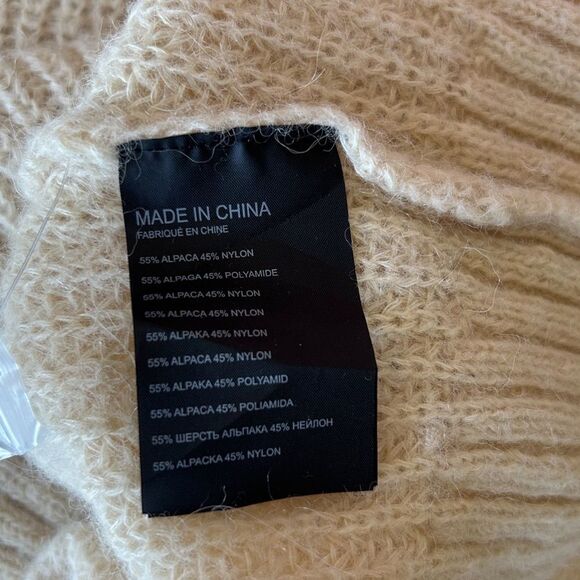 MADE IN CHINA
FABRIQUÉ EN CHINE
55% ALPACA 45% NYLON
55% ALPAGA 45% POLYAMIDE
55% ALPACA 45% NYLON
55% ALPACA 45% NYLON
55% ALPAKA 45% NYLON
55% ALPACA 45% NYLON
55% ALPAKA 45% POLYAMID
55% ALPACA 45% POLIAMIDA
55% ШЕРСТЬ АЛЬПАКА 45% НЕЙЛОН
55% ALPACKA 45% NYLON